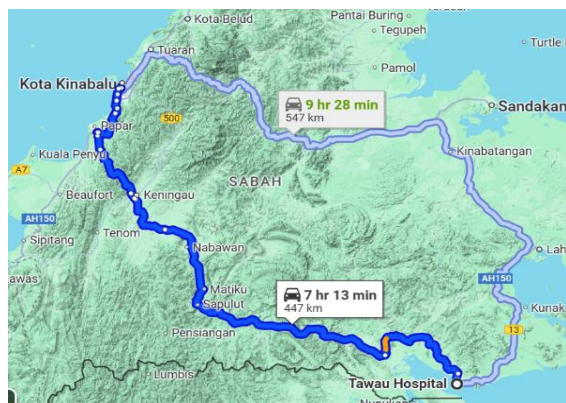 Kota Belud
Pantai Buring
Tegupeh
Tuaran
Turtle I
Pamol
Kota Kinabalu
9 hr 28 min
547 km
Sandakan
500
Papar
Kinabatangan
Kuala Penyu
A7
SABAH
Beaufort
Keningau
AH150
Tenom
Lah
Sipitang
Nabawan
AH150
was
7 hr 13 min
447 km
Matiku
Sapulut
Kunak
13
Pensiangan
Lumbis
Tawau Hospital